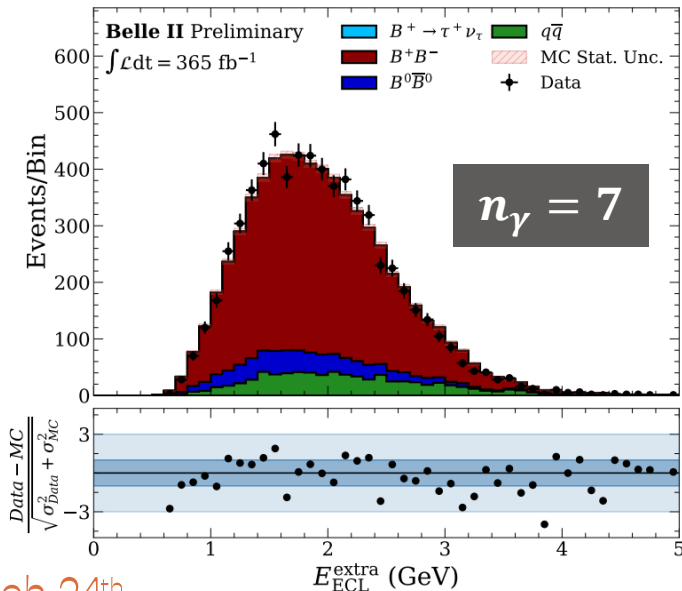 Belle II Preliminary
∫ℒdt = 365 fb⁻¹
B⁺ → τ⁺ν_τ
B⁺B⁻
B⁰B̅⁰
qq̅
MC Stat. Unc.
Data
n_γ = 7
Events/Bin
600
500
400
300
200
100
0
Data − MC
√σ²_Data + σ²_MC
3
−3
0 1 2 3 4 5
E_ECL^extra (GeV)
24th